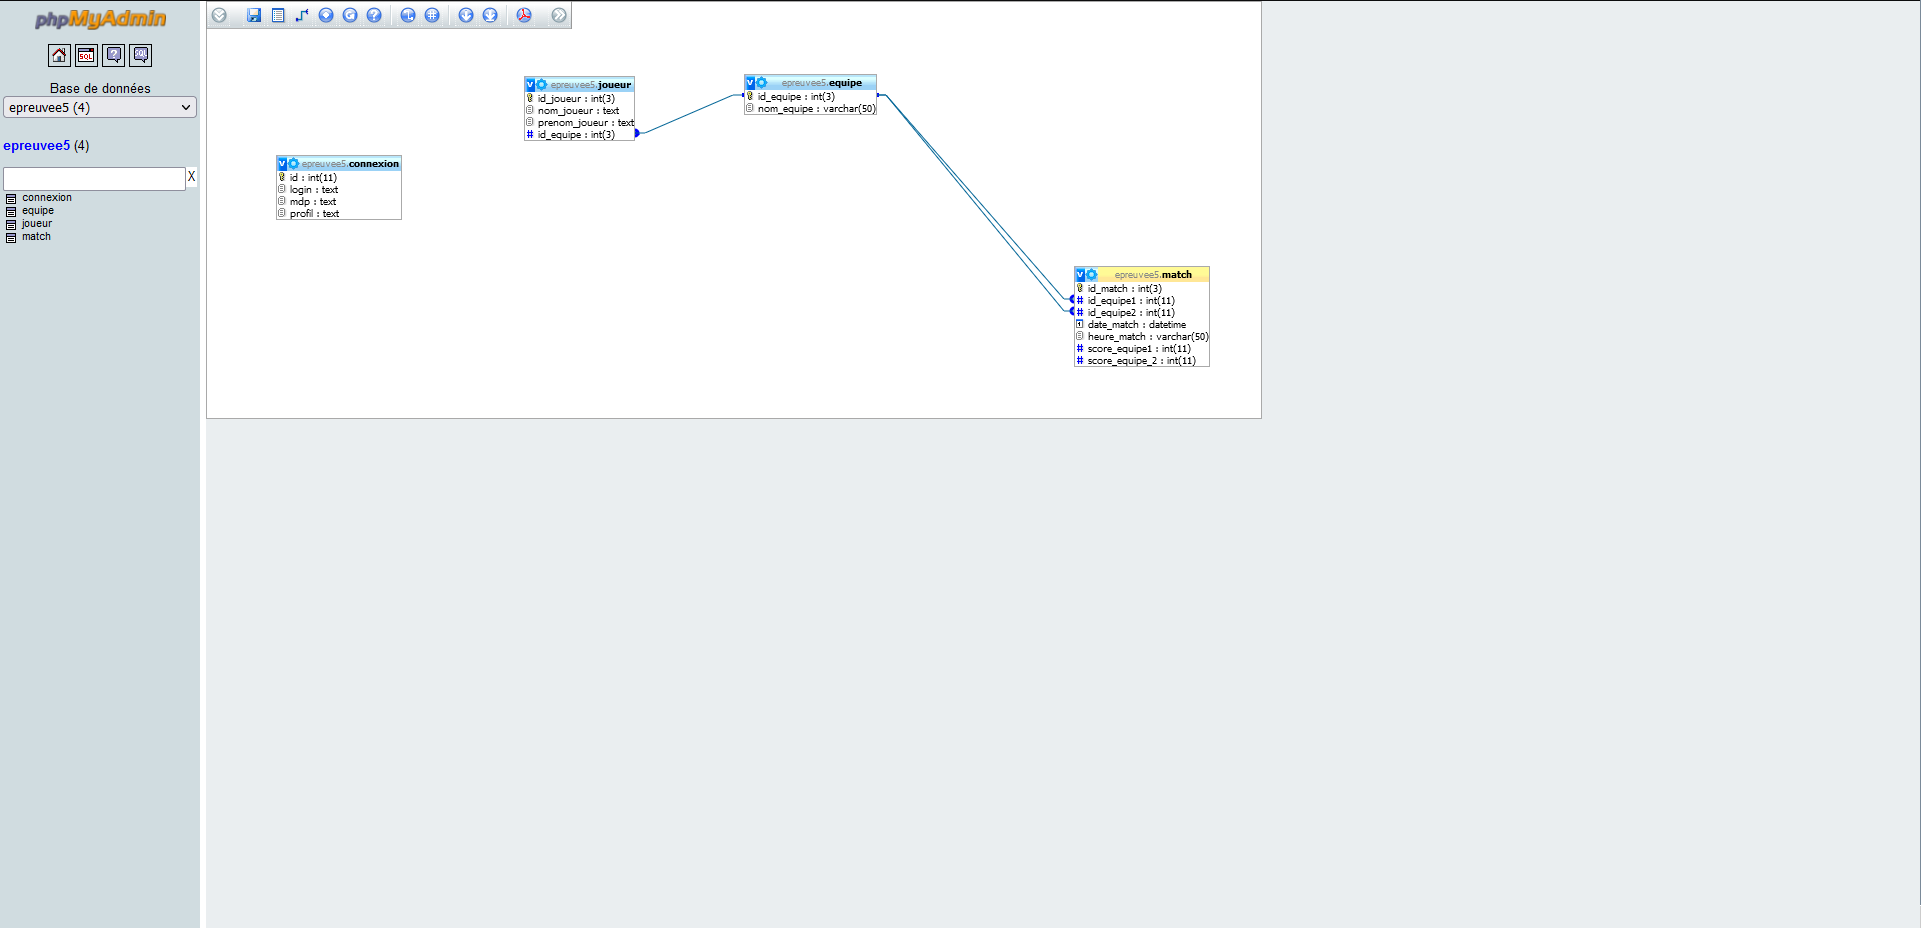 phpMyAdmin
SQL
?
SQL
Base de données
epreuvee5 (4)
epreuvee5 (4)
X
connexion
equipe
joueur
match
epreuvee5.joueur
id_joueur : int(3)
nom_joueur : text
prenom_joueur : text
# id_equipe : int(3)
epreuvee5.equipe
id_equipe : int(3)
nom_equipe : varchar(50)
epreuvee5.connexion
id : int(11)
login : text
mdp : text
profil : text
epreuvee5.match
id_match : int(3)
# id_equipe1 : int(11)
# id_equipe2 : int(11)
date_match : datetime
heure_match : varchar(50)
# score_equipe1 : int(11)
# score_equipe_2 : int(11)